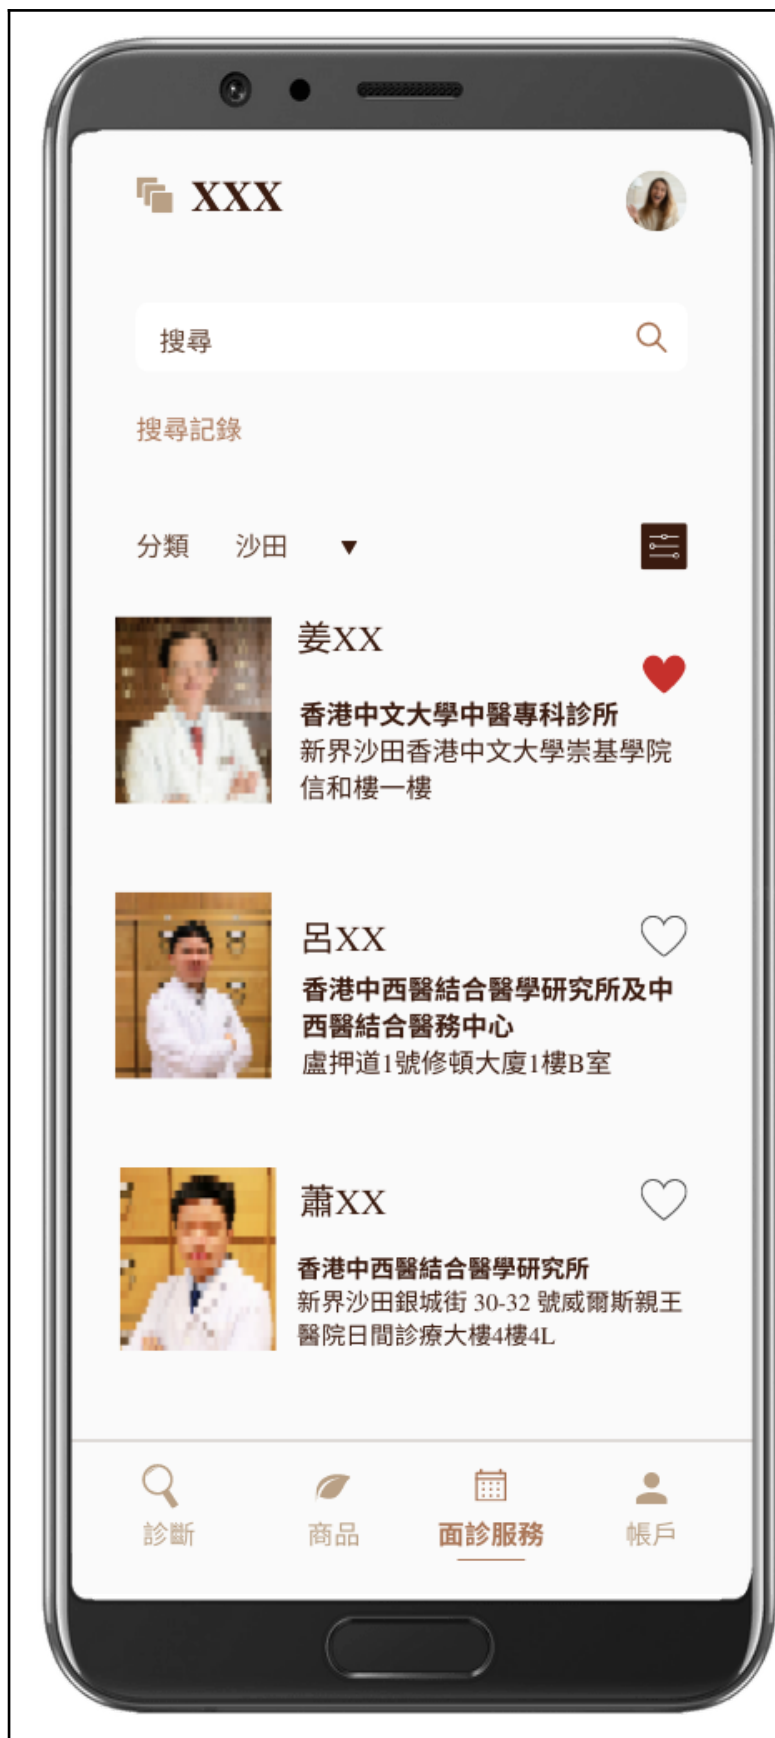 XXX
搜尋
搜尋記錄
分類 沙田 ▼
姜XX
香港中文大學中醫專科診所
新界沙田香港中文大學崇基學院
信和樓一樓
呂XX
香港中西醫結合醫學研究所及中
西醫結合醫務中心
盧押道1號修頓大廈1樓B室
蕭XX
香港中西醫結合醫學研究所
新界沙田銀城街 30-32 號威爾斯親王
醫院日間診療大樓4樓4L
診斷 商品 面診服務 帳戶